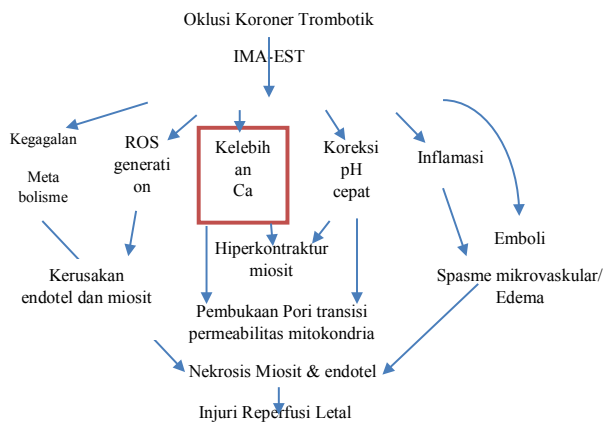 Oklusi Koroner Trombotik
IMA-EST
Kegagalan
Meta
bolisme
ROS
generati
on
Kelebih
an
Ca
Koreksi
pH
cepat
Inflamasi
Emboli
Hiperkontraktur
miosit
Kerusakan
endotel dan miosit
Spasme mikrovaskular/
Edema
Pembukaan Pori transisi
permeabilitas mitokondria
Nekrosis Miosit & endotel
Injuri Reperfusi Letal